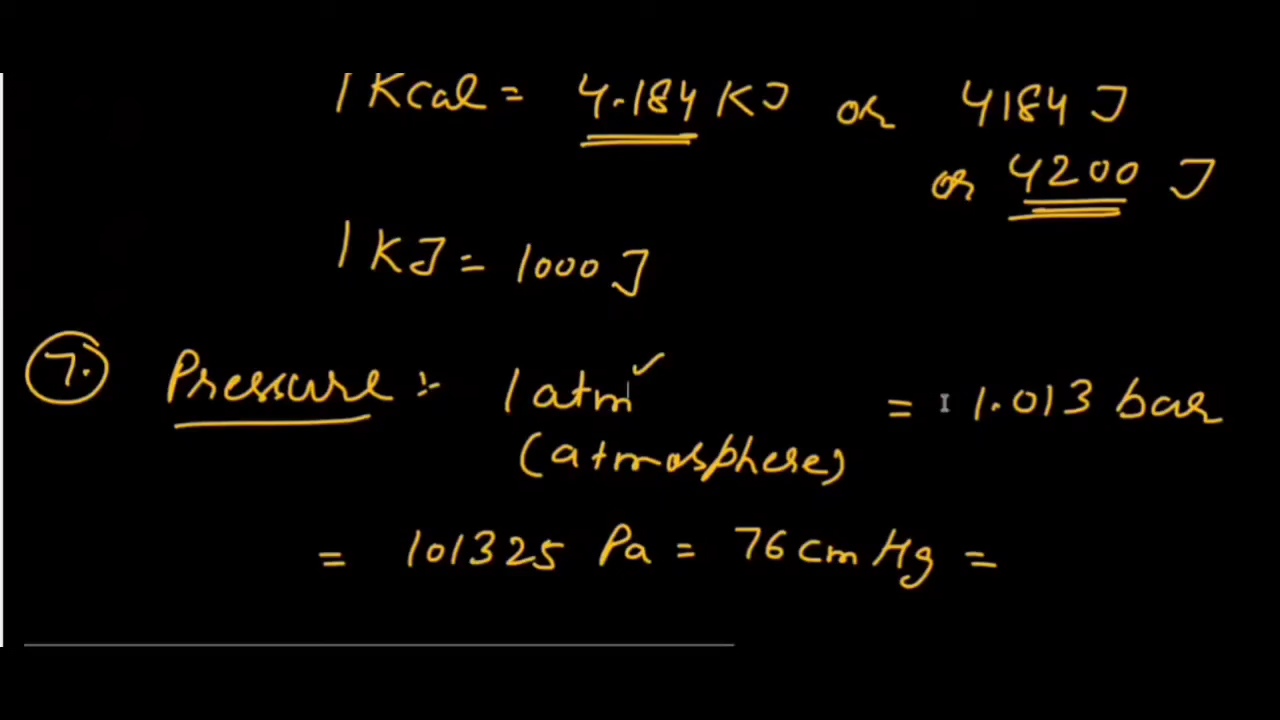 1 Kcal = 4.184 KJ or 4184 J
or 4200 J
1 KJ = 1000 J
7. Pressure :- 1 atm ✓ = 1.013 bar
(atmosphere)
= 101325 Pa = 76 cm Hg =